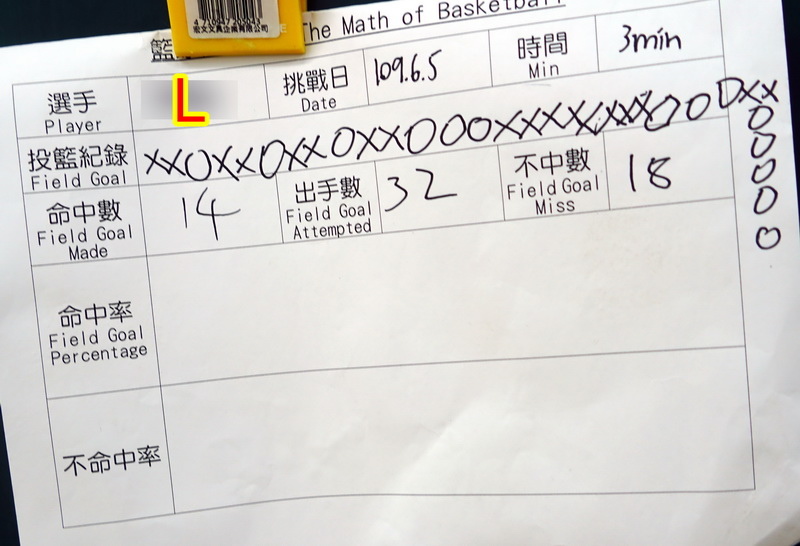 The Math of Basketball
選手 Player L 挑戰日 Date 109.6.5 時間 Min 3min
投籃紀錄 Field Goal XXOXXOXXOXXOOOXXXXXXXXOOOXX
O
O
O
O
O
命中數 Field Goal Made 14 出手數 Field Goal Attempted 32 不中數 Field Goal Miss 18
命中率 Field Goal Percentage
不命中率